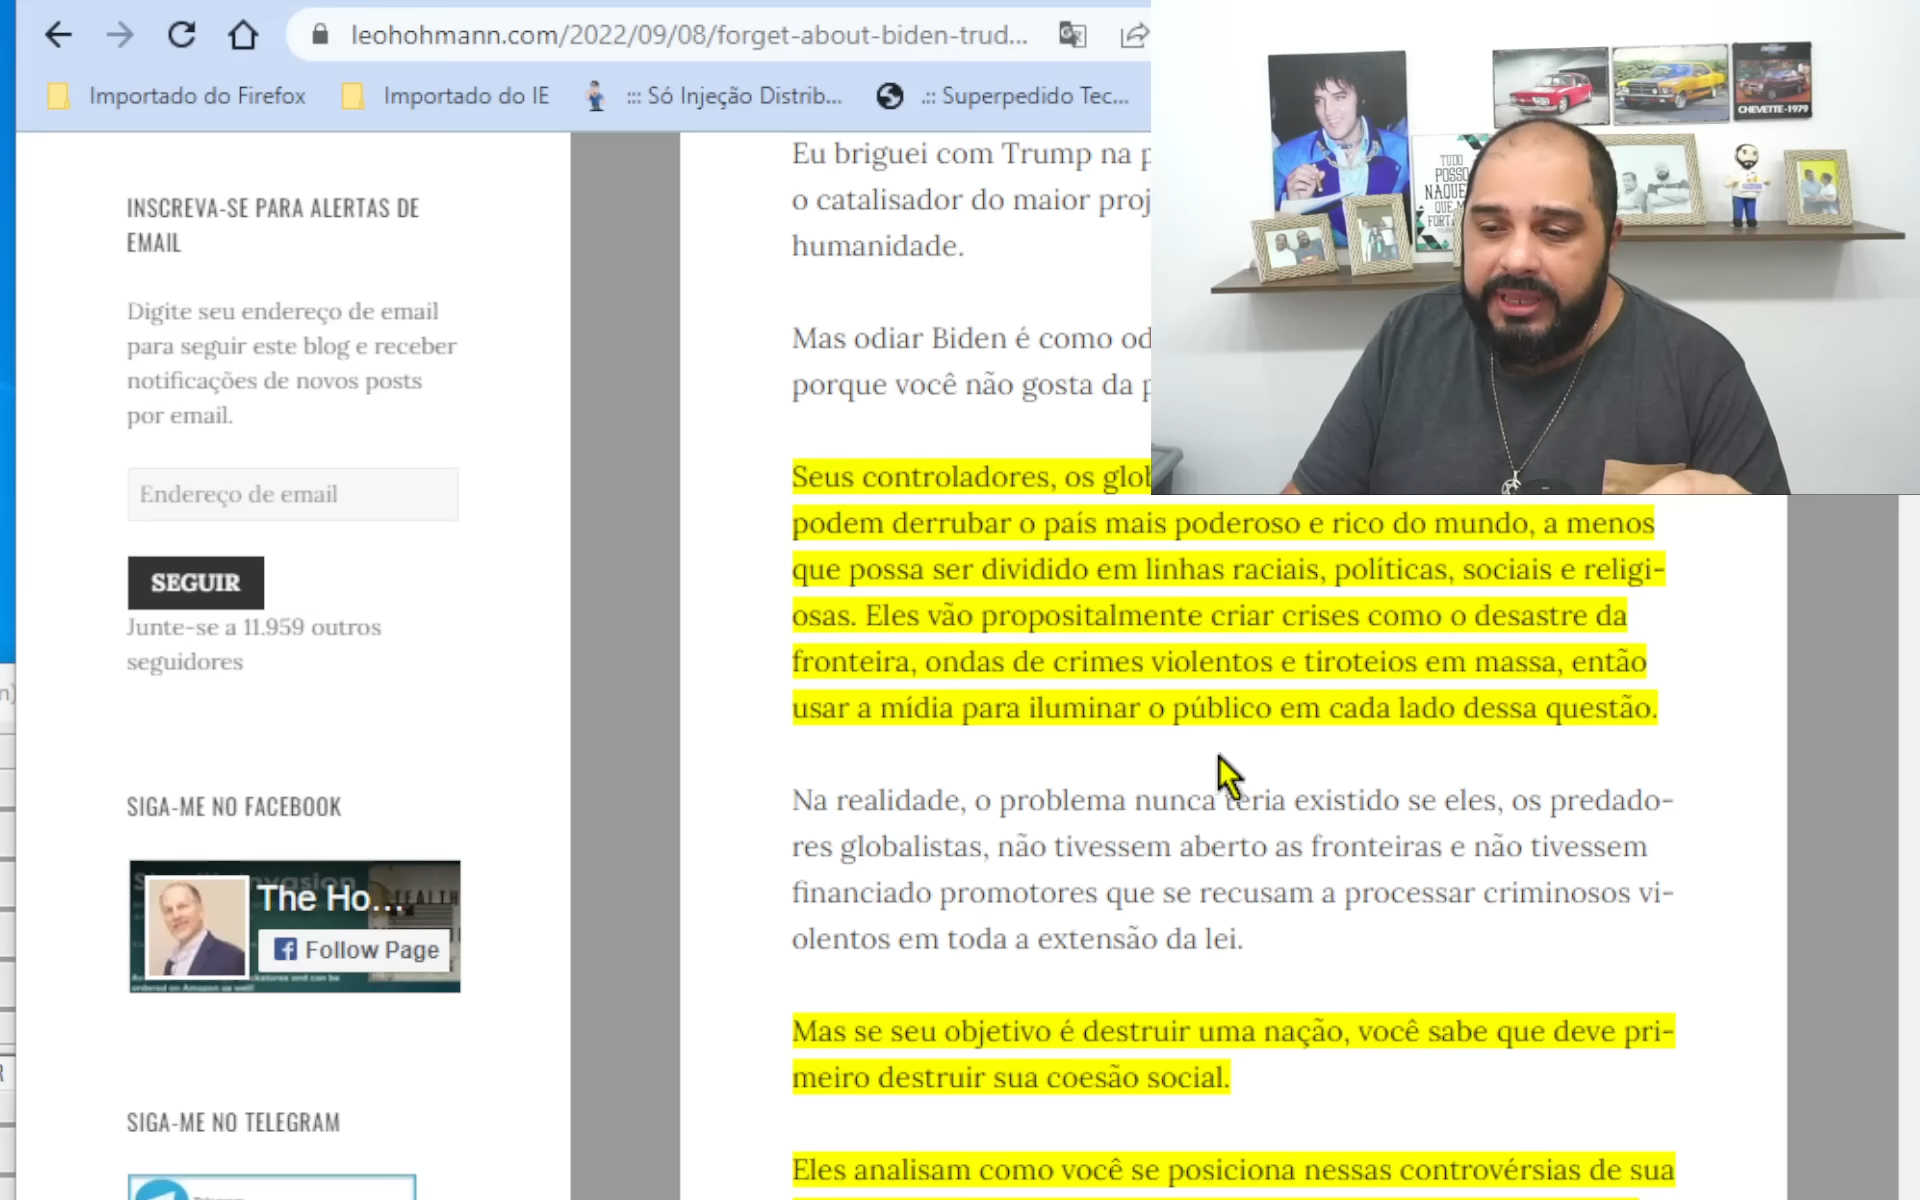 leohohmann.com/2022/09/08/forget-about-biden-trud...
Importado do Firefox
Importado do IE
::: Só Injeção Distrib...
.:: Superpedido Tec...
INSCREVA-SE PARA ALERTAS DE
EMAIL
Digite seu endereço de email
para seguir este blog e receber
notificações de novos posts
por email.
Endereço de email
SEGUIR
Junte-se a 11.959 outros
seguidores
SIGA-ME NO FACEBOOK
The Ho...
Follow Page
SIGA-ME NO TELEGRAM
Eu briguei com Trump na
o catalisador do maior proj
humanidade.
Mas odiar Biden é como od
porque você não gosta da
Seus controladores, os glob
podem derrubar o país mais poderoso e rico do mundo, a menos
que possa ser dividido em linhas raciais, políticas, sociais e religi-
osas. Eles vão propositalmente criar crises como o desastre da
fronteira, ondas de crimes violentos e tiroteios em massa, então
usar a mídia para iluminar o público em cada lado dessa questão.
Na realidade, o problema nunca teria existido se eles, os predado-
res globalistas, não tivessem aberto as fronteiras e não tivessem
financiado promotores que se recusam a processar criminosos vi-
olentos em toda a extensão da lei.
Mas se seu objetivo é destruir uma nação, você sabe que deve pri-
meiro destruir sua coesão social.
Eles analisam como você se posiciona nessas controvérsias de sua
CHEVETTE-1979
TUDO
POSSO
NAQUE
QUE M
FORT